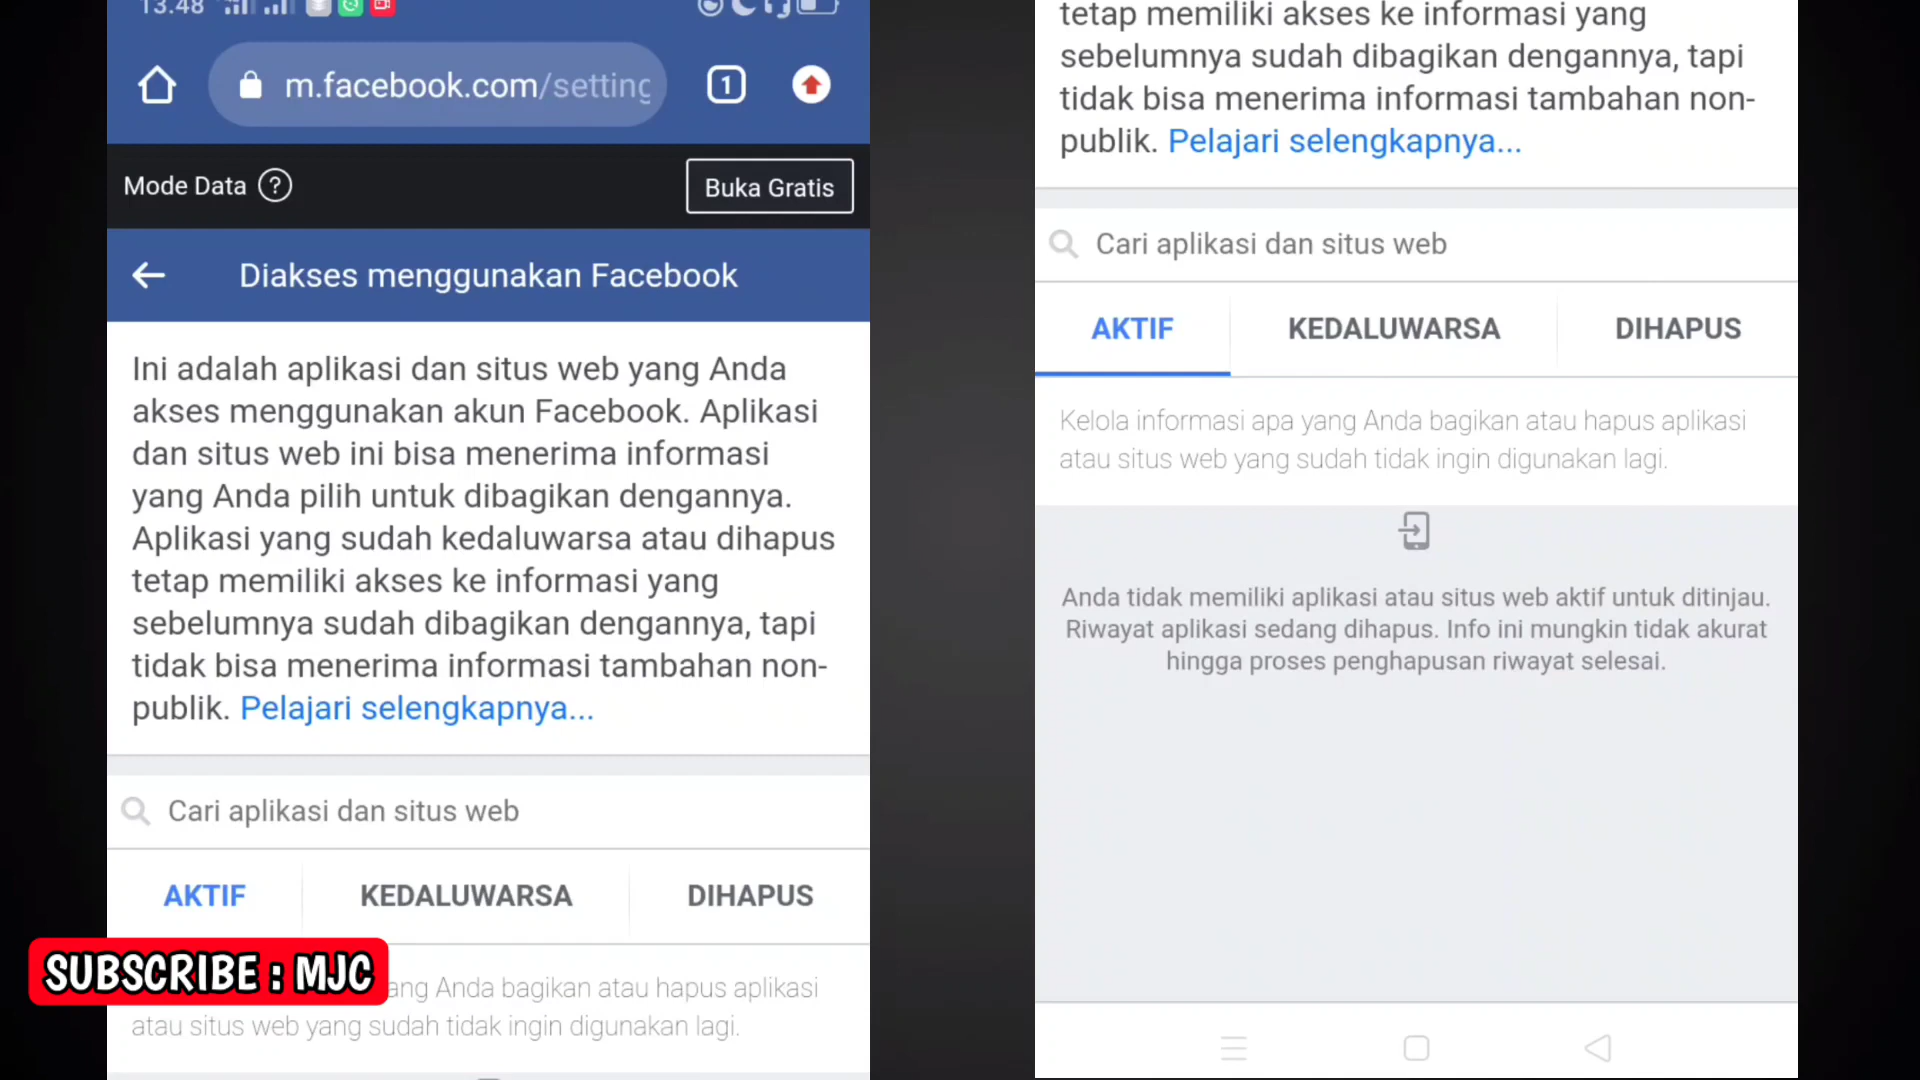 13.48
m.facebook.com/setting
1
Mode Data ?
Buka Gratis
Diakses menggunakan Facebook
Ini adalah aplikasi dan situs web yang Anda
akses menggunakan akun Facebook. Aplikasi
dan situs web ini bisa menerima informasi
yang Anda pilih untuk dibagikan dengannya.
Aplikasi yang sudah kedaluwarsa atau dihapus
tetap memiliki akses ke informasi yang
sebelumnya sudah dibagikan dengannya, tapi
tidak bisa menerima informasi tambahan non-
publik. Pelajari selengkapnya...
Cari aplikasi dan situs web
AKTIF
KEDALUWARSA
DIHAPUS
SUBSCRIBE : MJC
ang Anda bagikan atau hapus aplikasi
atau situs web yang sudah tidak ingin digunakan lagi.
tetap memiliki akses ke informasi yang
sebelumnya sudah dibagikan dengannya, tapi
tidak bisa menerima informasi tambahan non-
publik. Pelajari selengkapnya...
Cari aplikasi dan situs web
AKTIF
KEDALUWARSA
DIHAPUS
Kelola informasi apa yang Anda bagikan atau hapus aplikasi
atau situs web yang sudah tidak ingin digunakan lagi.
Anda tidak memiliki aplikasi atau situs web aktif untuk ditinjau.
Riwayat aplikasi sedang dihapus. Info ini mungkin tidak akurat
hingga proses penghapusan riwayat selesai.